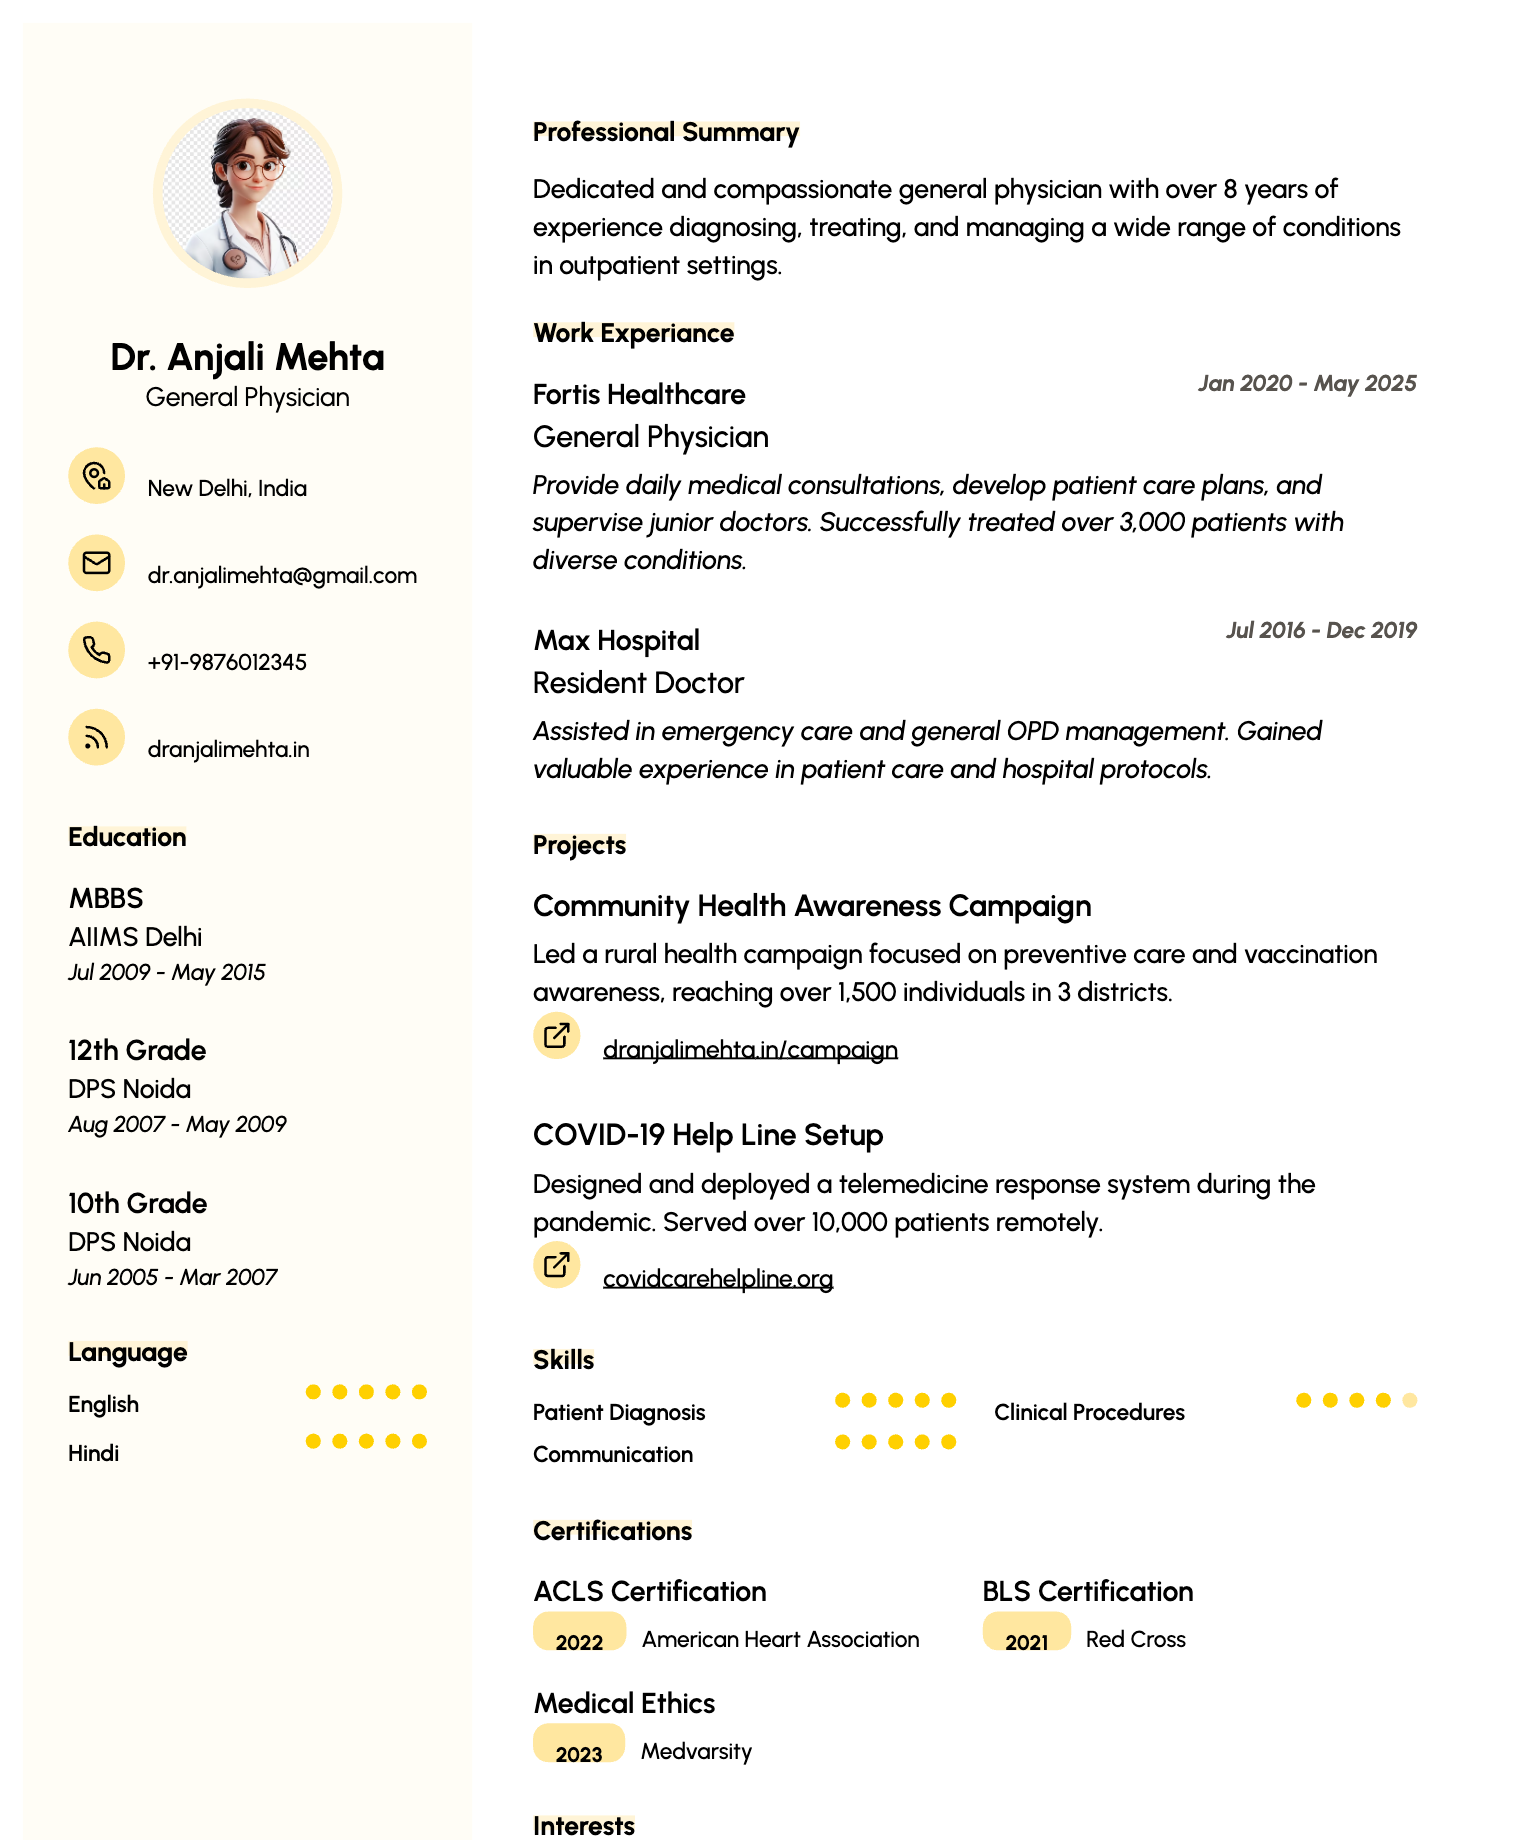 Dr. Anjali Mehta
General Physician
New Delhi, India
dr.anjalimehta@gmail.com
+91-9876012345
dranjalimehta.in
Education
MBBS
AIIMS Delhi
Jul 2009 - May 2015
12th Grade
DPS Noida
Aug 2007 - May 2009
10th Grade
DPS Noida
Jun 2005 - Mar 2007
Language
English
Hindi
Professional Summary
Dedicated and compassionate general physician with over 8 years of
experience diagnosing, treating, and managing a wide range of conditions
in outpatient settings.
Work Experiance
Fortis Healthcare
Jan 2020 - May 2025
General Physician
Provide daily medical consultations, develop patient care plans, and
supervise junior doctors. Successfully treated over 3,000 patients with
diverse conditions.
Max Hospital
Jul 2016 - Dec 2019
Resident Doctor
Assisted in emergency care and general OPD management. Gained
valuable experience in patient care and hospital protocols.
Projects
Community Health Awareness Campaign
Led a rural health campaign focused on preventive care and vaccination
awareness, reaching over 1,500 individuals in 3 districts.
dranjalimehta.in/campaign
COVID-19 Help Line Setup
Designed and deployed a telemedicine response system during the
pandemic. Served over 10,000 patients remotely.
covidcarehelpline.org
Skills
Patient Diagnosis
Clinical Procedures
Communication
Certifications
ACLS Certification
2022 American Heart Association
BLS Certification
2021 Red Cross
Medical Ethics
2023 Medvarsity
Interests